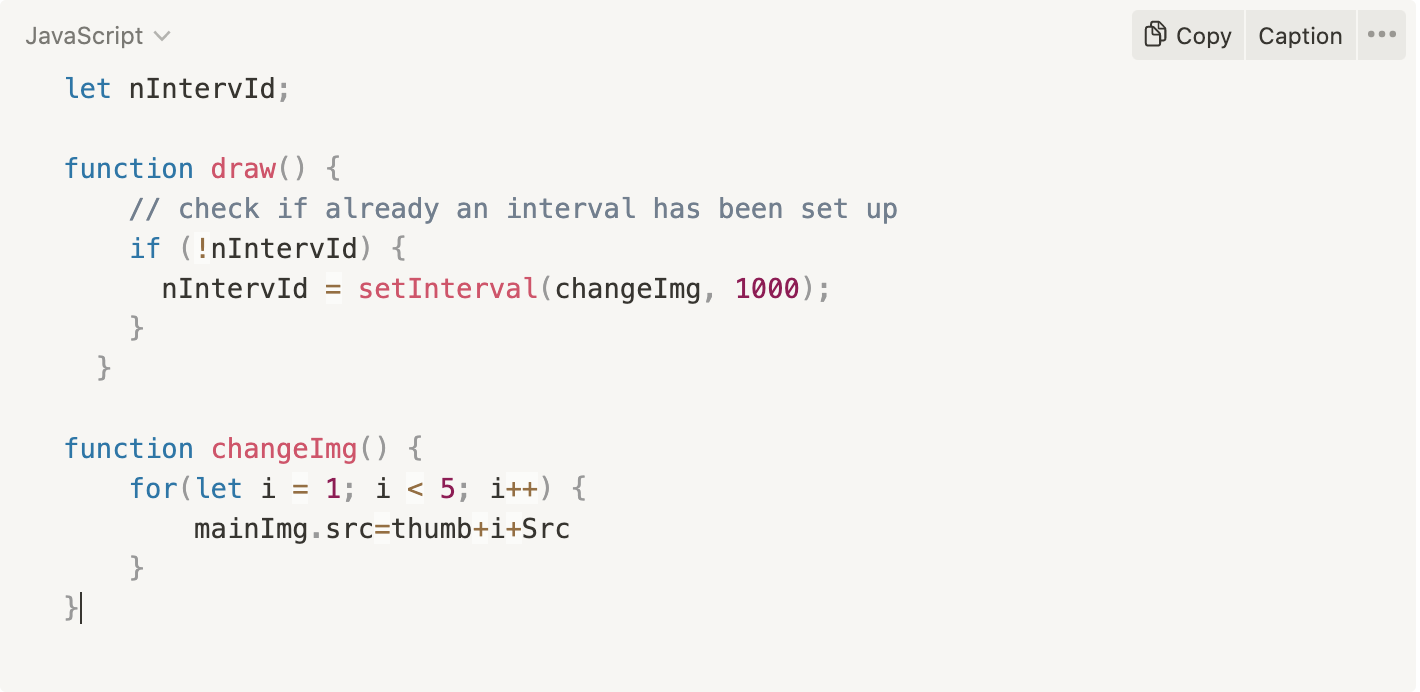 JavaScript
Copy Caption
let nIntervId;
function draw() {
// check if already an interval has been set up
if (!nIntervId) {
nIntervId = setInterval(changeImg, 1000);
}
}
function changeImg() {
for(let i = 1; i < 5; i++) {
mainImg.src=thumb+i+Src
}
}